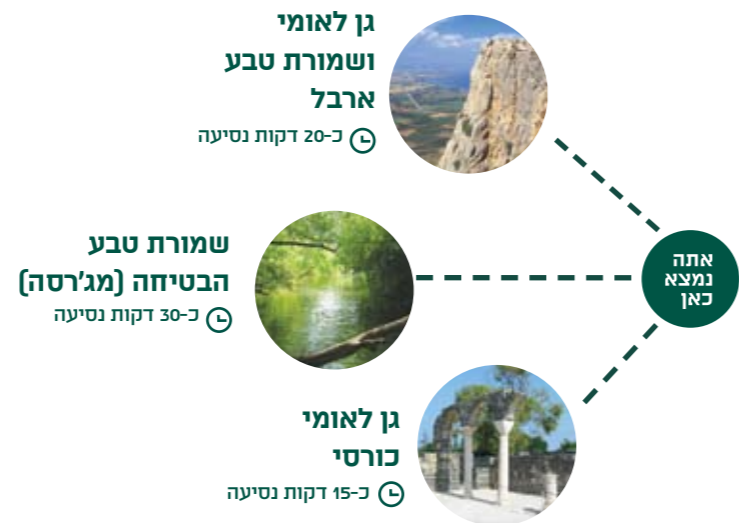 גן לאומי
ושמורת טבע
ארבל
כ-20 דקות נסיעה
שמורת טבע
הבטיחה (מג'רסה)
כ-30 דקות נסיעה
גן לאומי
כורסי
כ-15 דקות נסיעה
אתה
נמצא
כאן